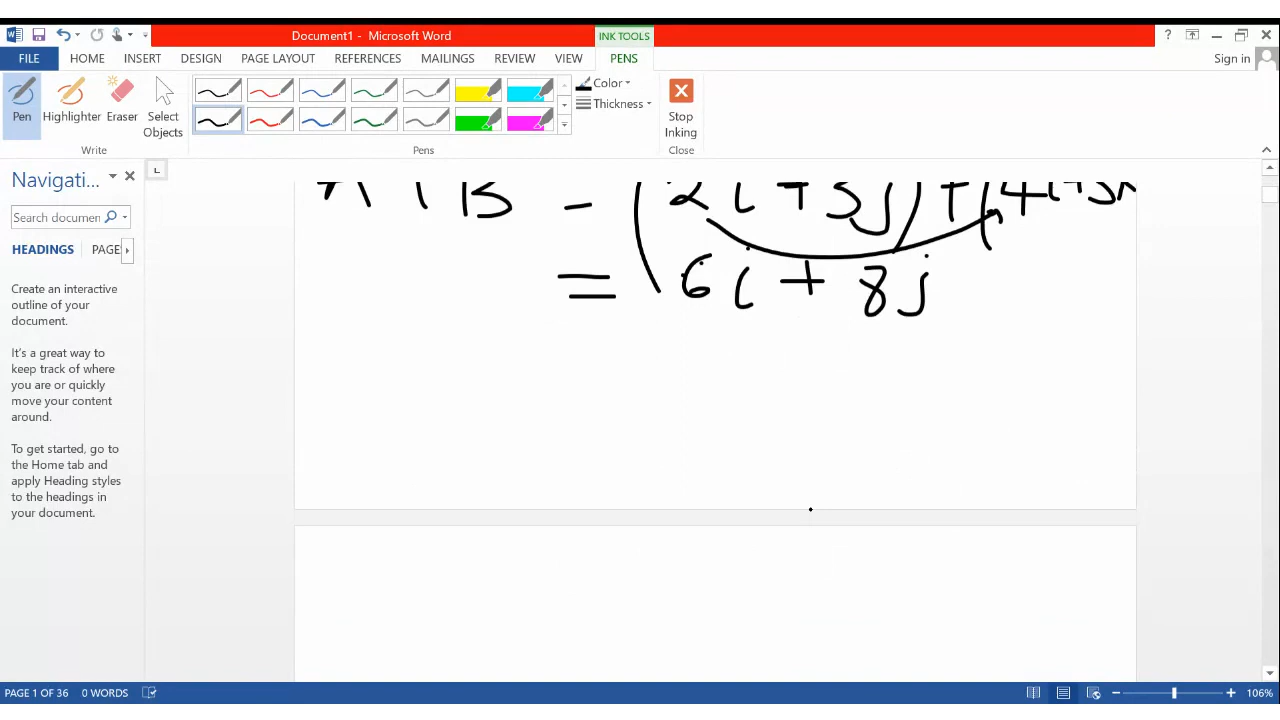 Document1 - Microsoft Word
INK TOOLS
?
FILE HOME INSERT DESIGN PAGE LAYOUT REFERENCES MAILINGS REVIEW VIEW PENS
Sign in
Pen Highlighter Eraser Select Objects
Color
Thickness
Stop Inking
Write Pens Close
Navigati...
Search documen
HEADINGS PAGE
Create an interactive
outline of your
document.
It's a great way to
keep track of where
you are or quickly
move your content
around.
To get started, go to
the Home tab and
apply Heading styles
to the headings in
your document.
(2i + 3j) + (4i +
= 6i + 8j
PAGE 1 OF 36 0 WORDS
106%